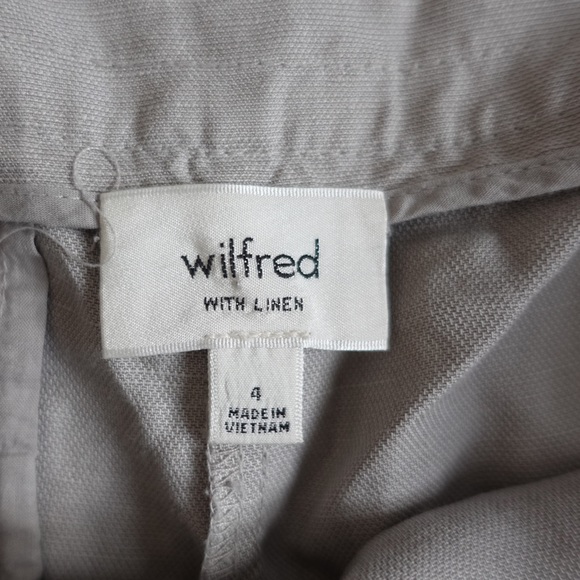 wilfred
WITH LINEN
4
MADE IN
VIETNAM